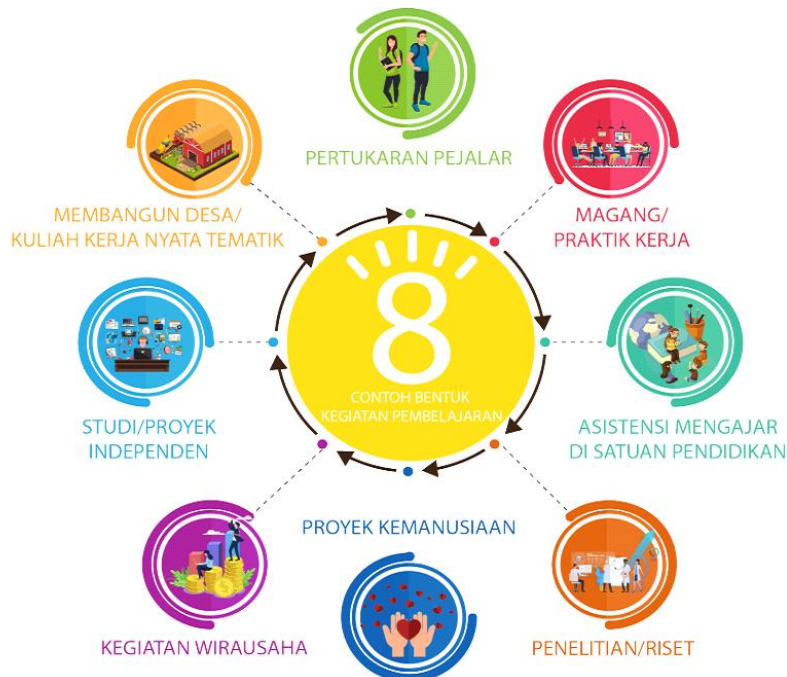 PERTUKARAN PEJALAR
MAGANG/
PRAKTIK KERJA
ASISTENSI MENGAJAR
DI SATUAN PENDIDIKAN
PENELITIAN/RISET
PROYEK KEMANUSIAAN
KEGIATAN WIRAUSAHA
STUDI/PROYEK
INDEPENDEN
MEMBANGUN DESA/
KULIAH KERJA NYATA TEMATIK
8
CONTOH BENTUK
KEGIATAN PEMBELAJARAN